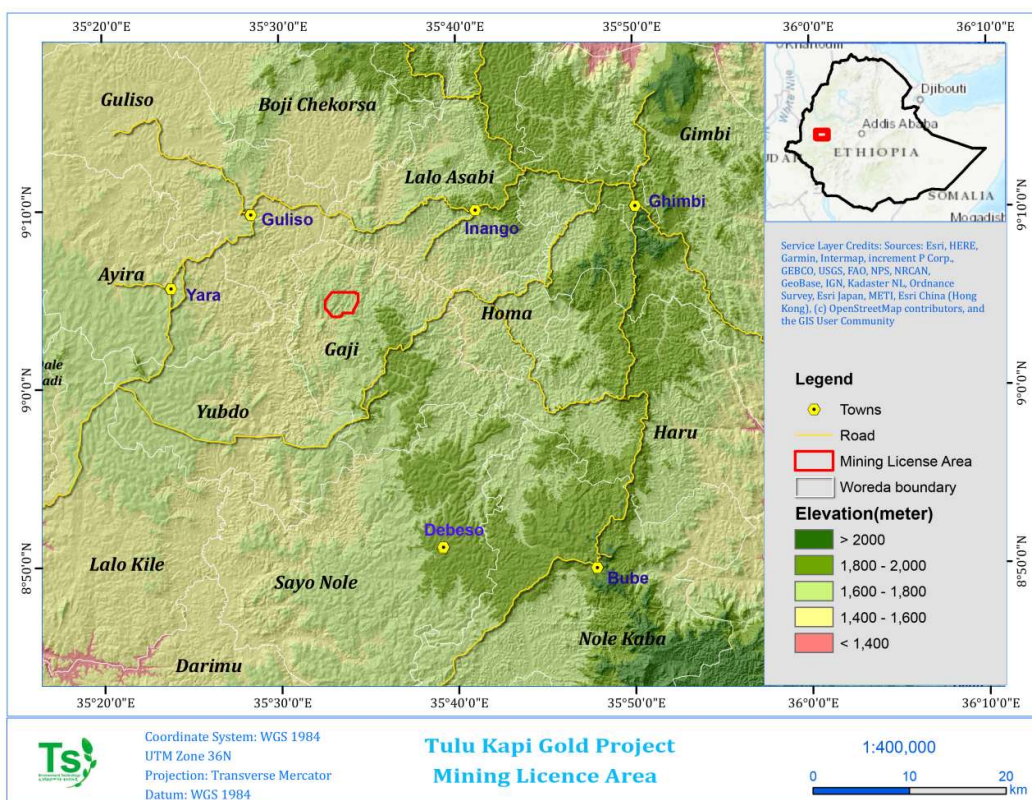 35°20'0"E 35°30'0"E 35°40'0"E 35°50'0"E 36°0'0"E 36°10'0"E
Guliso
Boji Chekorsa
Gimbi
Lalo Asabi
Ghimbi
Guliso
Inango
Ayira
Yara
Homa
Gaji
Yubdo
Haru
Debeso
Lalo Kile
Sayo Nole
Bube
Nole Kaba
Darimu
9°10'0"N
9°0'0"N
8°50'0"N
9°10'0"N
9°0'0"N
8°50'0"N
White Nile
Djibouti
Addis Ababa
ETHIOPIA
SOMALIA
Mogadish
Service Layer Credits: Sources: Esri, HERE,
Garmin, Intermap, increment P Corp.,
GEBCO, USGS, FAO, NPS, NRCAN,
GeoBase, IGN, Kadaster NL, Ordnance
Survey, Esri Japan, METI, Esri China (Hong
Kong), (c) OpenStreetMap contributors, and
the GIS User Community
Legend
Towns
Road
Mining License Area
Woreda boundary
Elevation(meter)
> 2000
1,800 - 2,000
1,600 - 1,800
1,400 - 1,600
< 1,400
35°20'0"E 35°30'0"E 35°40'0"E 35°50'0"E 36°0'0"E 36°10'0"E
Ts
Coordinate System: WGS 1984
UTM Zone 36N
Projection: Transverse Mercator
Datum: WGS 1984
Tulu Kapi Gold Project
Mining Licence Area
1:400,000
0 10 20
km